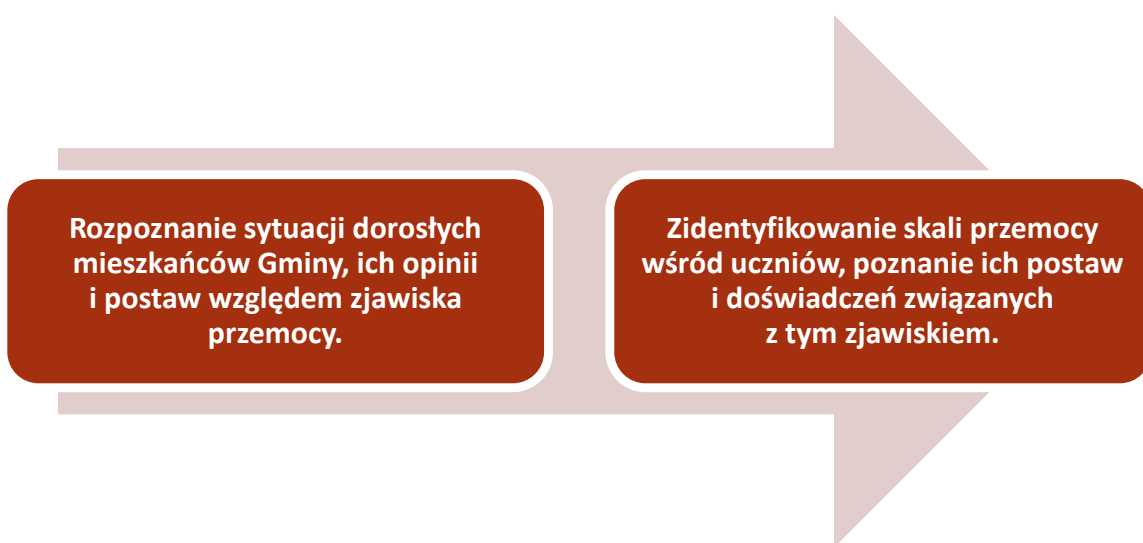 Rozpoznanie sytuacji dorosłych
mieszkańców Gminy, ich opinii
i postaw względem zjawiska
przemocy.
Zidentyfikowanie skali przemocy
wśród uczniów, poznanie ich postaw
i doświadczeń związanych
z tym zjawiskiem.